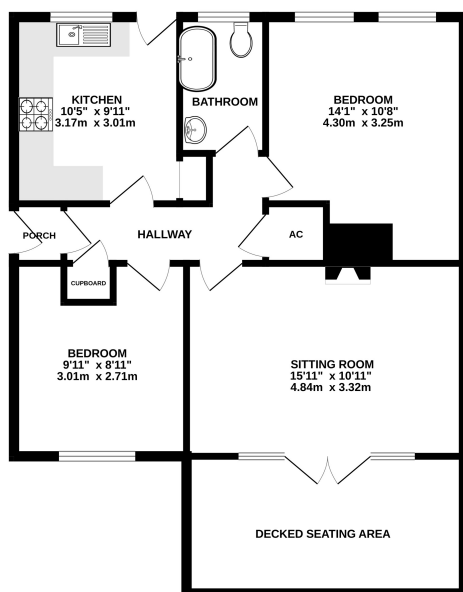 KITCHEN
10'5" x 9'11"
3.17m x 3.01m
BATHROOM
BEDROOM
14'1" x 10'8"
4.30m x 3.25m
PORCH
HALLWAY
AC
CUPBOARD
BEDROOM
9'11" x 8'11"
3.01m x 2.71m
SITTING ROOM
15'11" x 10'11"
4.84m x 3.32m
DECKED SEATING AREA